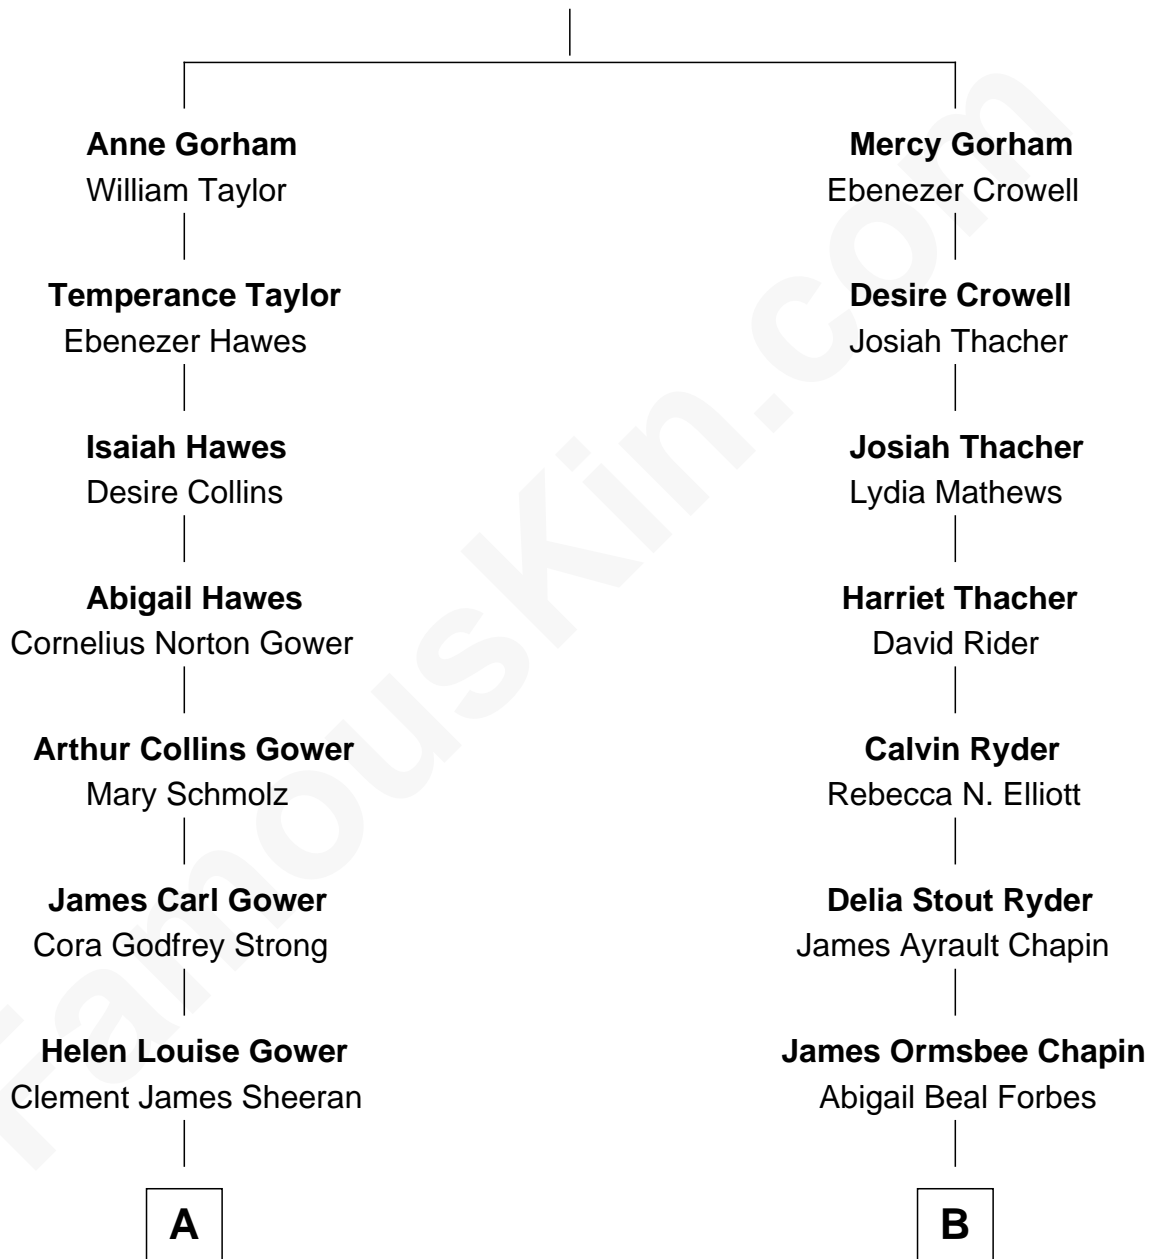 Anne Gorham
William Taylor
Temperance Taylor
Ebenezer Hawes
Isaiah Hawes
Desire Collins
Abigail Hawes
Cornelius Norton Gower
Arthur Collins Gower
Mary Schmolz
James Carl Gower
Cora Godfrey Strong
Helen Louise Gower
Clement James Sheeran
A
Mercy Gorham
Ebenezer Crowell
Desire Crowell
Josiah Thacher
Josiah Thacher
Lydia Mathews
Harriet Thacher
David Rider
Calvin Ryder
Rebecca N. Elliott
Delia Stout Ryder
James Ayrault Chapin
James Ormsbee Chapin
Abigail Beal Forbes
B
FamousKin.com